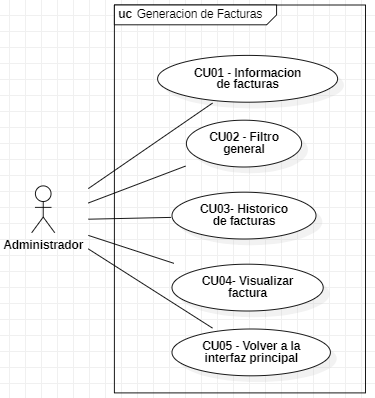 uc Generacion de Facturas
CU01 - Informacion
de facturas
CU02 - Filtro
general
CU03- Historico
de facturas
Administrador
CU04- Visualizar
factura
CU05 - Volver a la
interfaz principal